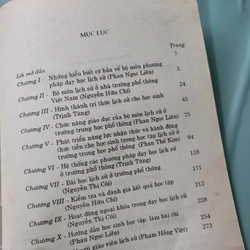 MỤC LỤC
Trang
Lời mở đầu
3
Chương I - Những hiểu biết cơ bản về bộ môn phương
pháp dạy học lịch sử (Phan Ngọc Liên)
5
Chương II - Bộ môn lịch sử ở nhà trường phổ thông
Việt Nam (Nguyễn Hữu Chí)
Chương III - Hình thành tri thức lịch sử cho học sinh
(Trịnh Tùng)
Chương IV - Chức năng giáo dục của bộ môn lịch sử ở
trường trung học phổ thông (Phan Ngọc Liên)
Chương V - Phát triển năng lực nhận thức và hành động
thực tiễn cho học sinh trong học tập lịch sử ở
trường trung học phổ thông (Phan Thế Kim)
Chương VI - Hệ thống các phương pháp dạy học lịch sử
ở trường phổ thông (Trịnh Tùng)
118
Chương VII - Bài học lịch sử ở trường phổ thông
(Nguyễn Thị Côi)
171
Chương VIII - Kiểm tra và đánh giá kết quả học tập
(Nguyễn Thị Côi)
Chương IX - Hoạt động ngoại khóa trong dạy học lịch sử
(Nguyễn Thị Côi)
228
Chương X - Hướng dẫn học sinh học tập, làm bài thi
(Phan Ngọc Liên)
255
người giáo viên lịch sử (Phạm Hồng Việt)
273